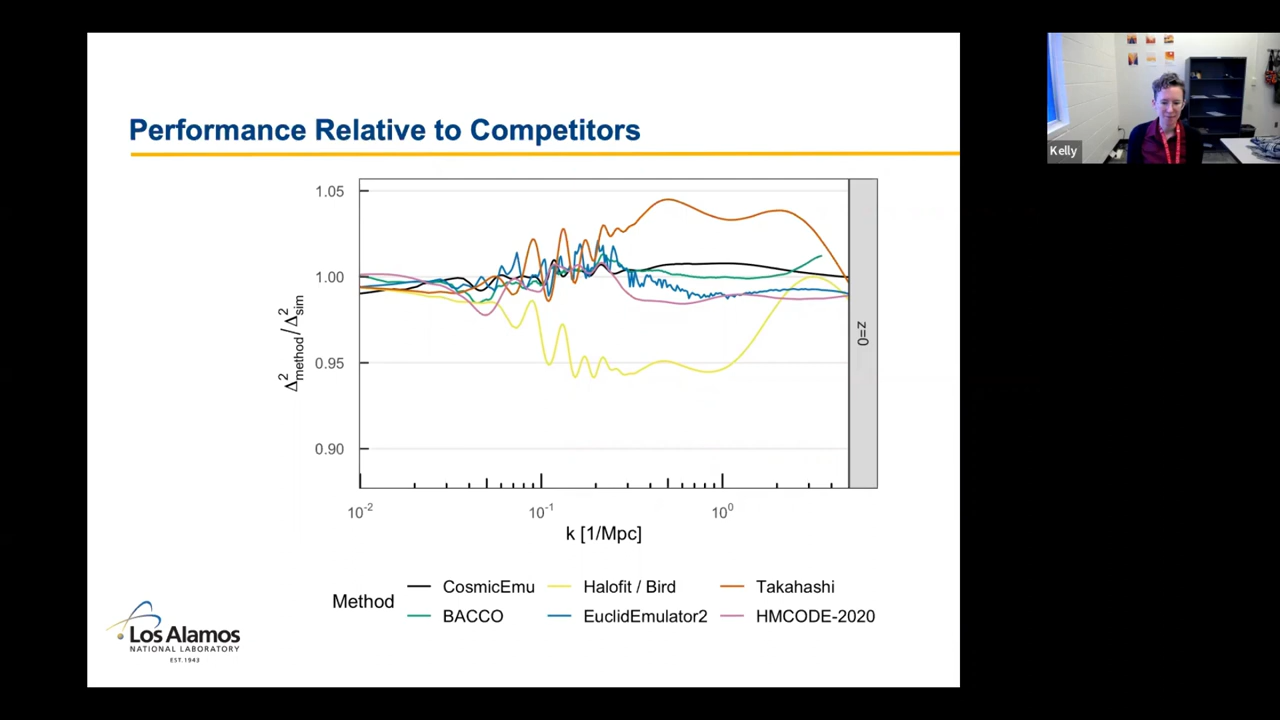 Performance Relative to Competitors
Kelly
1.05
1.00
0.95
0.90
Δ²method/Δ²sim
z=0
10⁻² 10⁻¹ 10⁰
k [1/Mpc]
Method
CosmicEmu Halofit / Bird Takahashi
BACCO EuclidEmulator2 HMCODE-2020
Los Alamos
NATIONAL LABORATORY
EST.1943